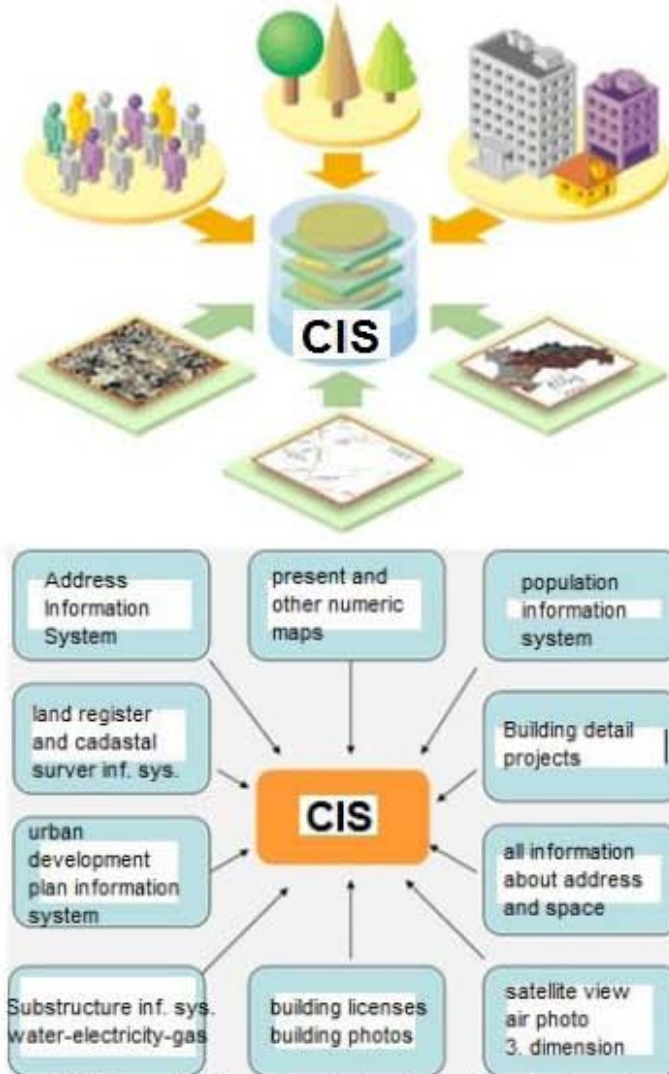 CIS
Address
Information
System
present and
other numeric
maps
population
information
system
land register
and cadastal
surver inf. sys.
CIS
Building detail
projects
urban
development
plan information
system
all information
about address
and space
Substructure inf. sys.
water-electricity-gas
building licenses
building photos
satellite view
air photo
3. dimension